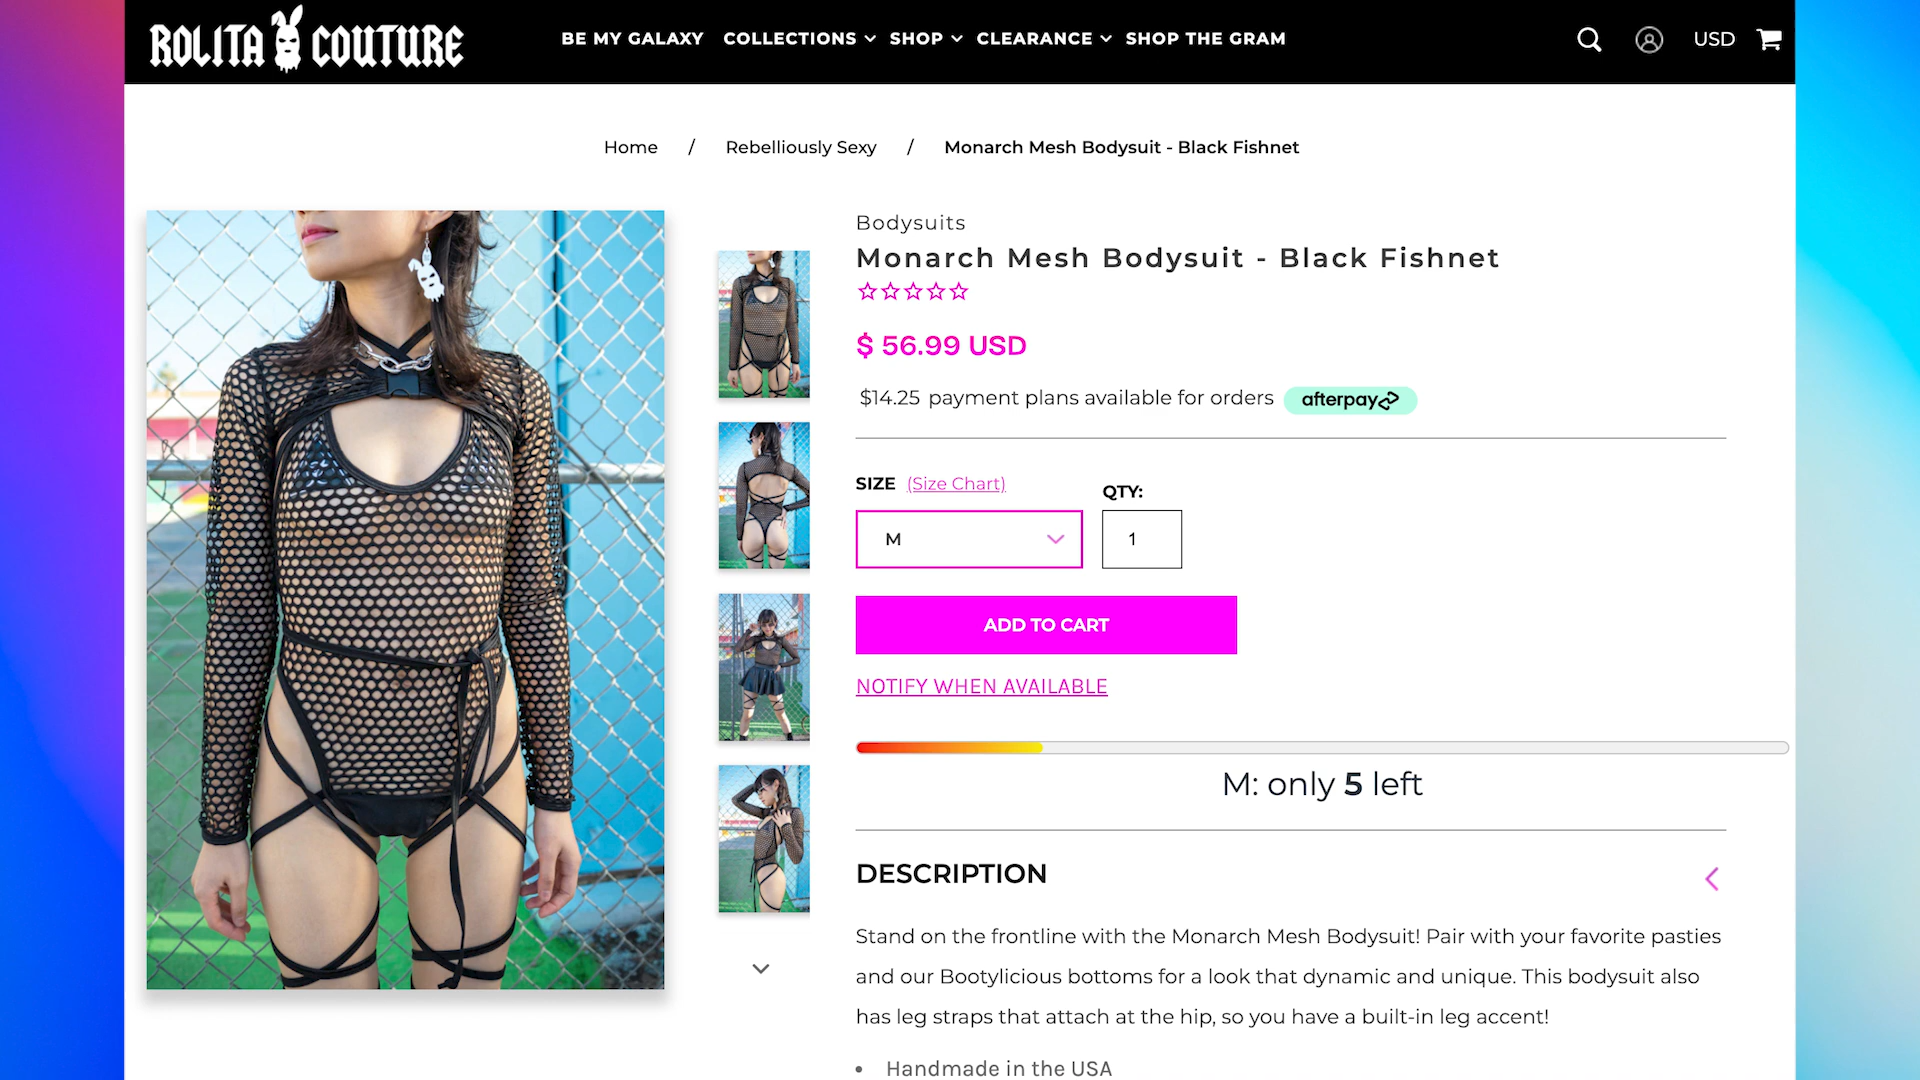 ROLITA COUTURE
BE MY GALAXY COLLECTIONS SHOP CLEARANCE SHOP THE GRAM
USD
Home / Rebelliously Sexy / Monarch Mesh Bodysuit - Black Fishnet
Bodysuits
Monarch Mesh Bodysuit - Black Fishnet
$ 56.99 USD
$14.25 payment plans available for orders afterpay
SIZE (Size Chart)
QTY:
M
1
ADD TO CART
NOTIFY WHEN AVAILABLE
M: only 5 left
DESCRIPTION
Stand on the frontline with the Monarch Mesh Bodysuit! Pair with your favorite pasties
and our Bootylicious bottoms for a look that dynamic and unique. This bodysuit also
has leg straps that attach at the hip, so you have a built-in leg accent!
• Handmade in the USA